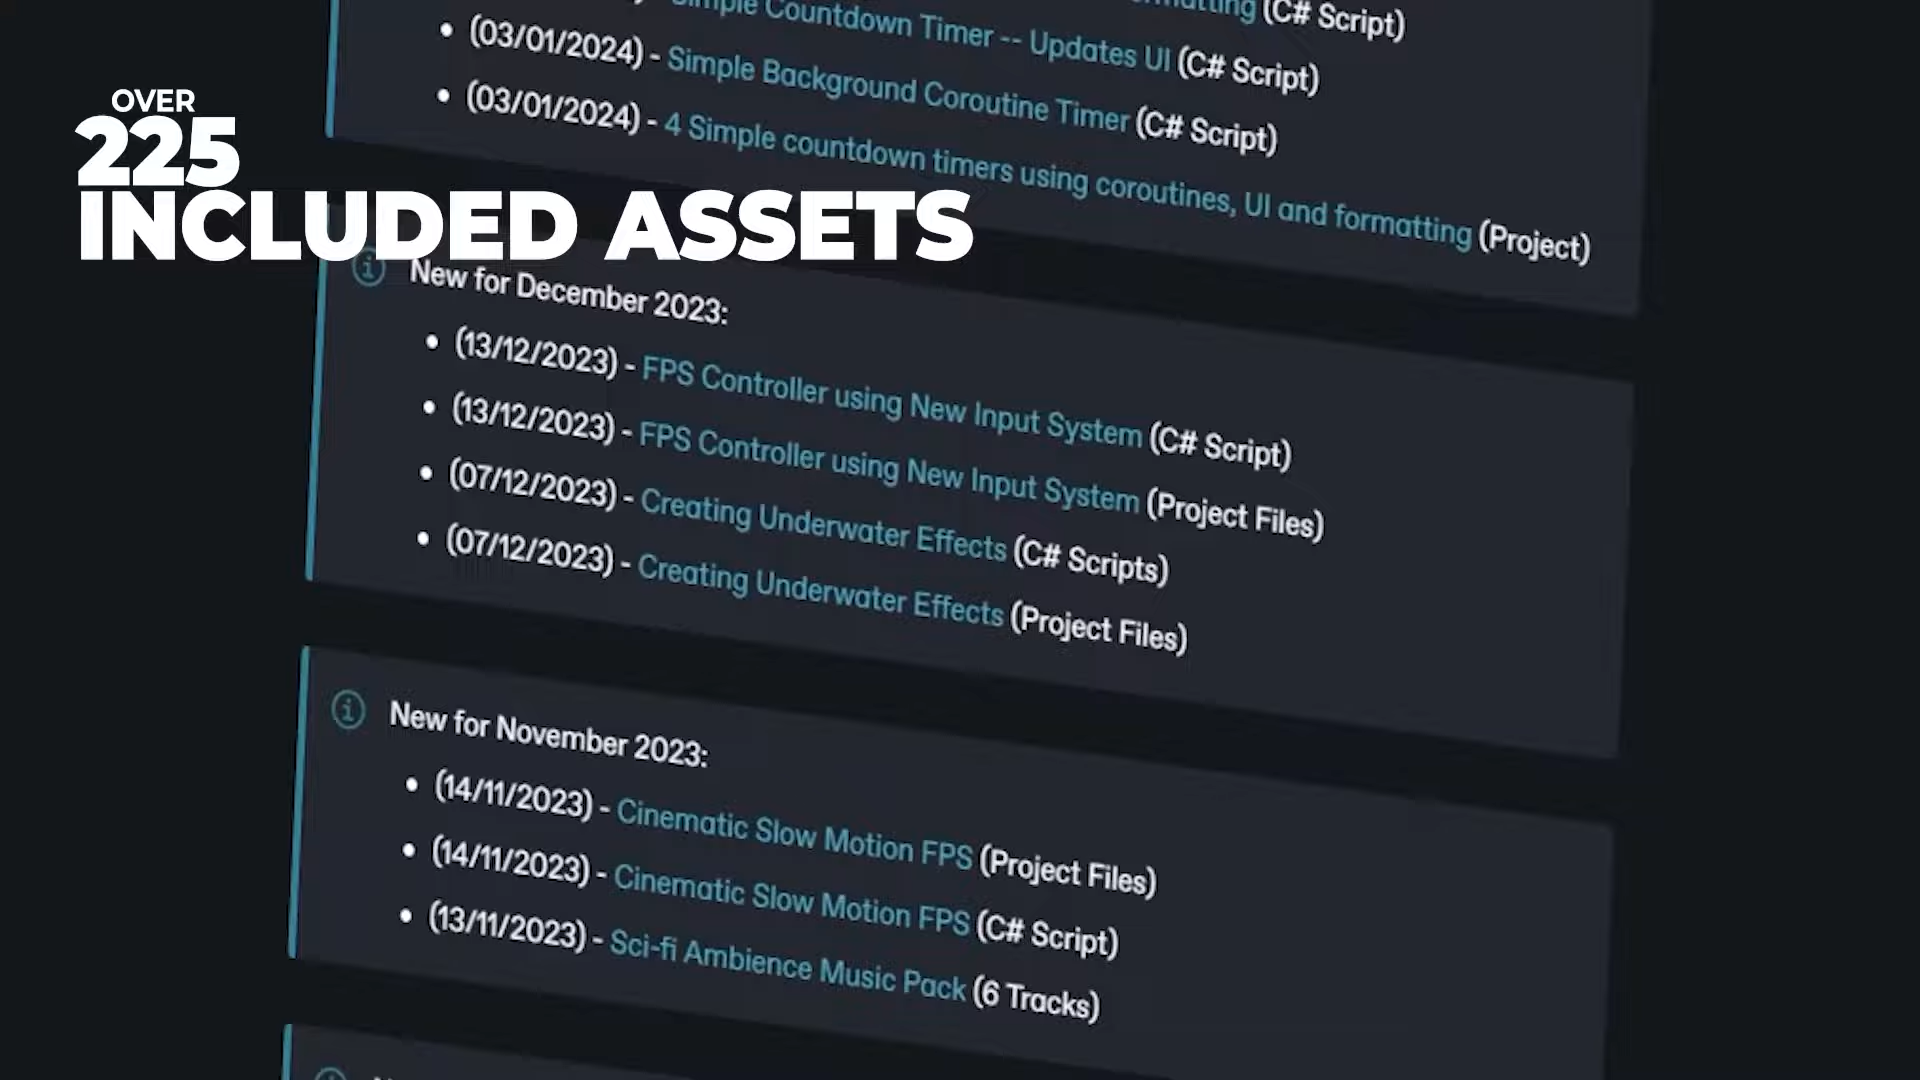 OVER
225
INCLUDED ASSETS
(C# Script)
Simple Countdown Timer -- Updates UI (C# Script)
(03/01/2024) - Simple Background Coroutine Timer (C# Script)
(03/01/2024) - 4 Simple countdown timers using coroutines, UI and formatting (Project)
New for December 2023:
(13/12/2023) - FPS Controller using New Input System (C# Script)
(13/12/2023) - FPS Controller using New Input System (Project Files)
(07/12/2023) - Creating Underwater Effects (C# Scripts)
(07/12/2023) - Creating Underwater Effects (Project Files)
New for November 2023:
(14/11/2023) - Cinematic Slow Motion FPS (Project Files)
(14/11/2023) - Cinematic Slow Motion FPS (C# Script)
(13/11/2023) - Sci-fi Ambience Music Pack (6 Tracks)